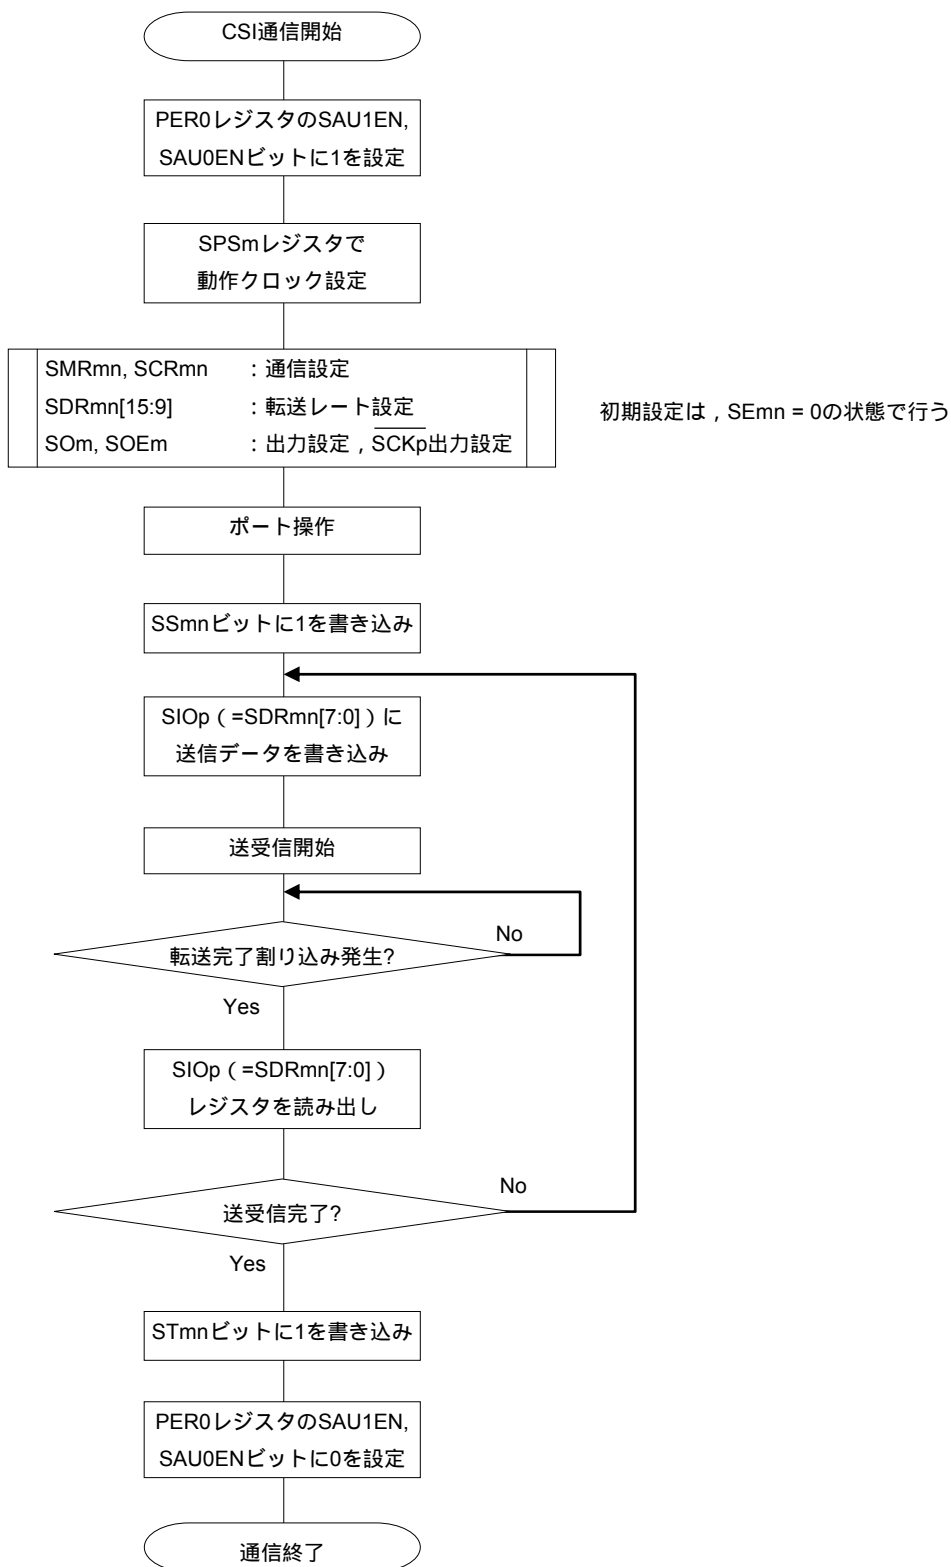 CSI通信開始
PER0レジスタのSAU1EN,
SAU0ENビットに1を設定
SPSmレジスタで
動作クロック設定
SMRmn, SCRmn ：通信設定
SDRmn[15:9] ：転送レート設定
SOm, SOEm ：出力設定，SCKp出力設定
初期設定は，SEmn = 0の状態で行う
ポート操作
SSmnビットに1を書き込み
SIOp（=SDRmn[7:0]）に
送信データを書き込み
送受信開始
No
転送完了割り込み発生?
Yes
SIOp（=SDRmn[7:0]）
レジスタを読み出し
No
送受信完了?
Yes
STmnビットに1を書き込み
PER0レジスタのSAU1EN,
SAU0ENビットに0を設定
通信終了